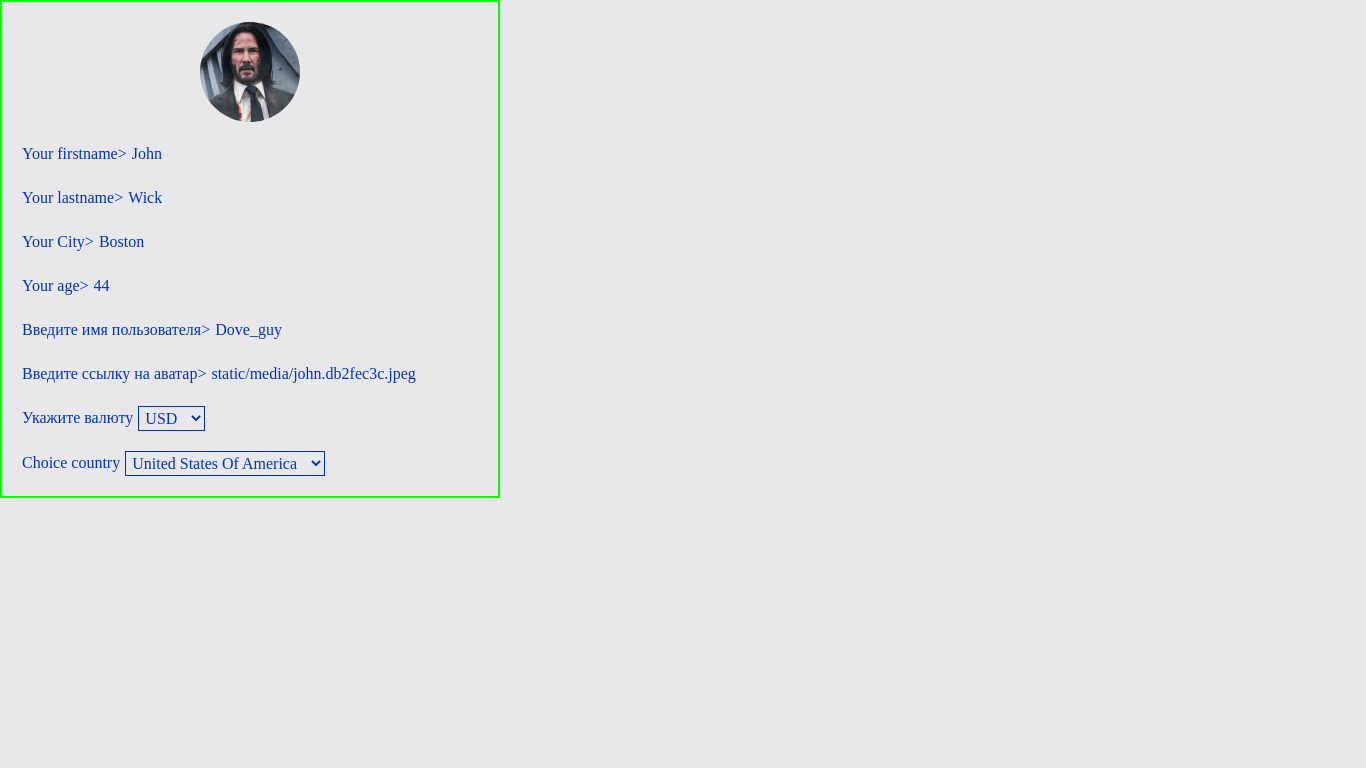 Your firstname> John
Your lastname> Wick
Your City> Boston
Your age> 44
Введите имя пользователя> Dove_guy
Введите ссылку на аватар> static/media/john.db2fec3c.jpeg
Укажите валюту USD
Choice country United States Of America